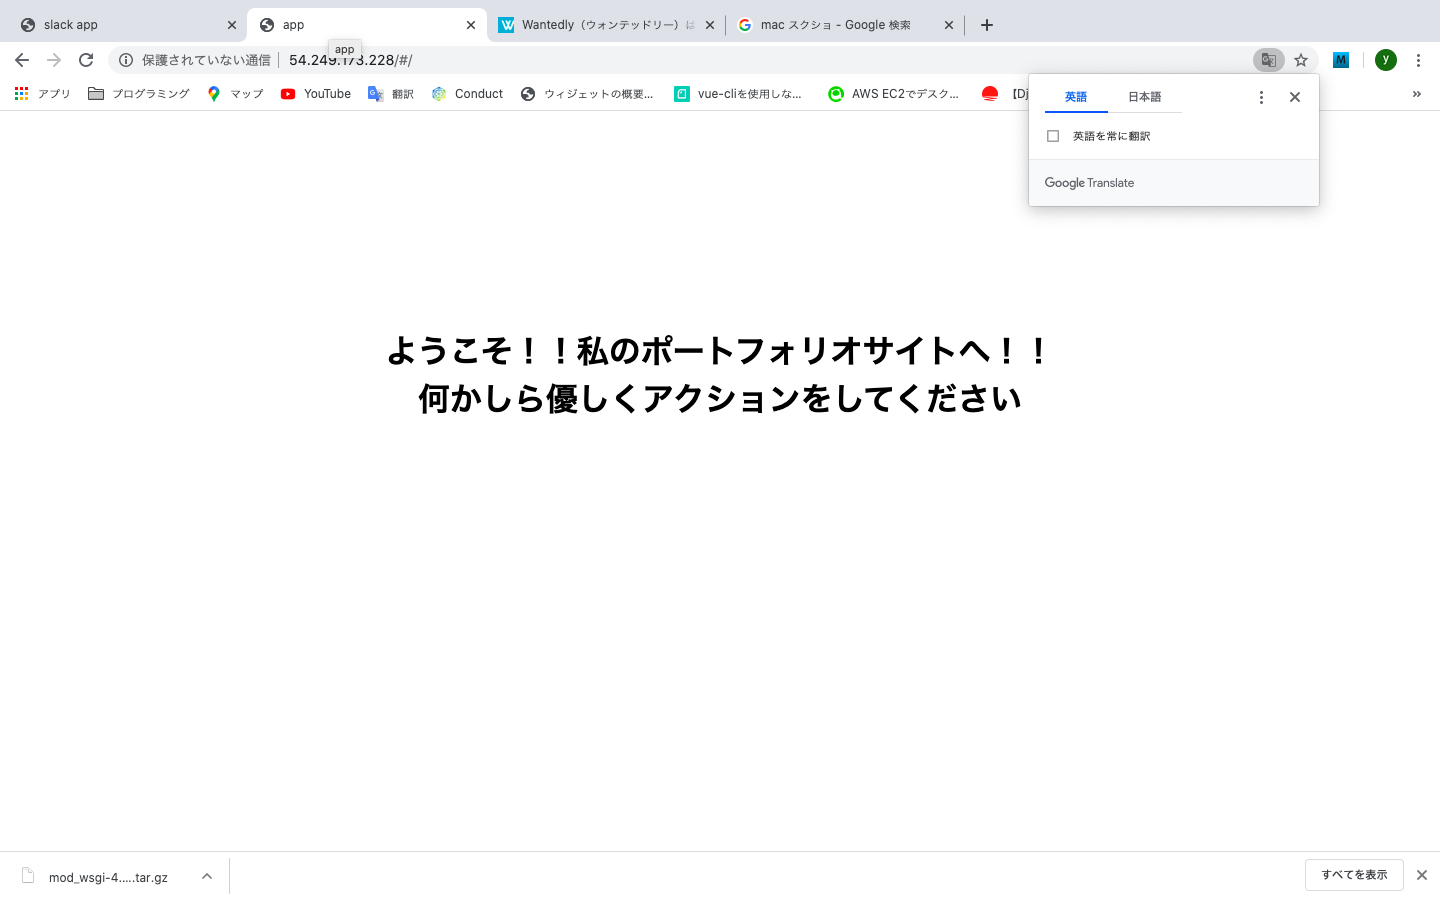 slack app
app
Wantedly（ウォンテッドリー）は
mac スクショ - Google 検索
app
保護されていない通信
54.249.173.228/#/
M
y
アプリ
プログラミング
マップ
YouTube
翻訳
Conduct
ウィジェットの概要...
vue-cliを使用しな...
AWS EC2でデスク...
【Dj
»
英語
日本語
英語を常に翻訳
Google Translate
ようこそ！！私のポートフォリオサイトへ！！
何かしら優しくアクションをしてください
mod_wsgi-4.....tar.gz
すべてを表示